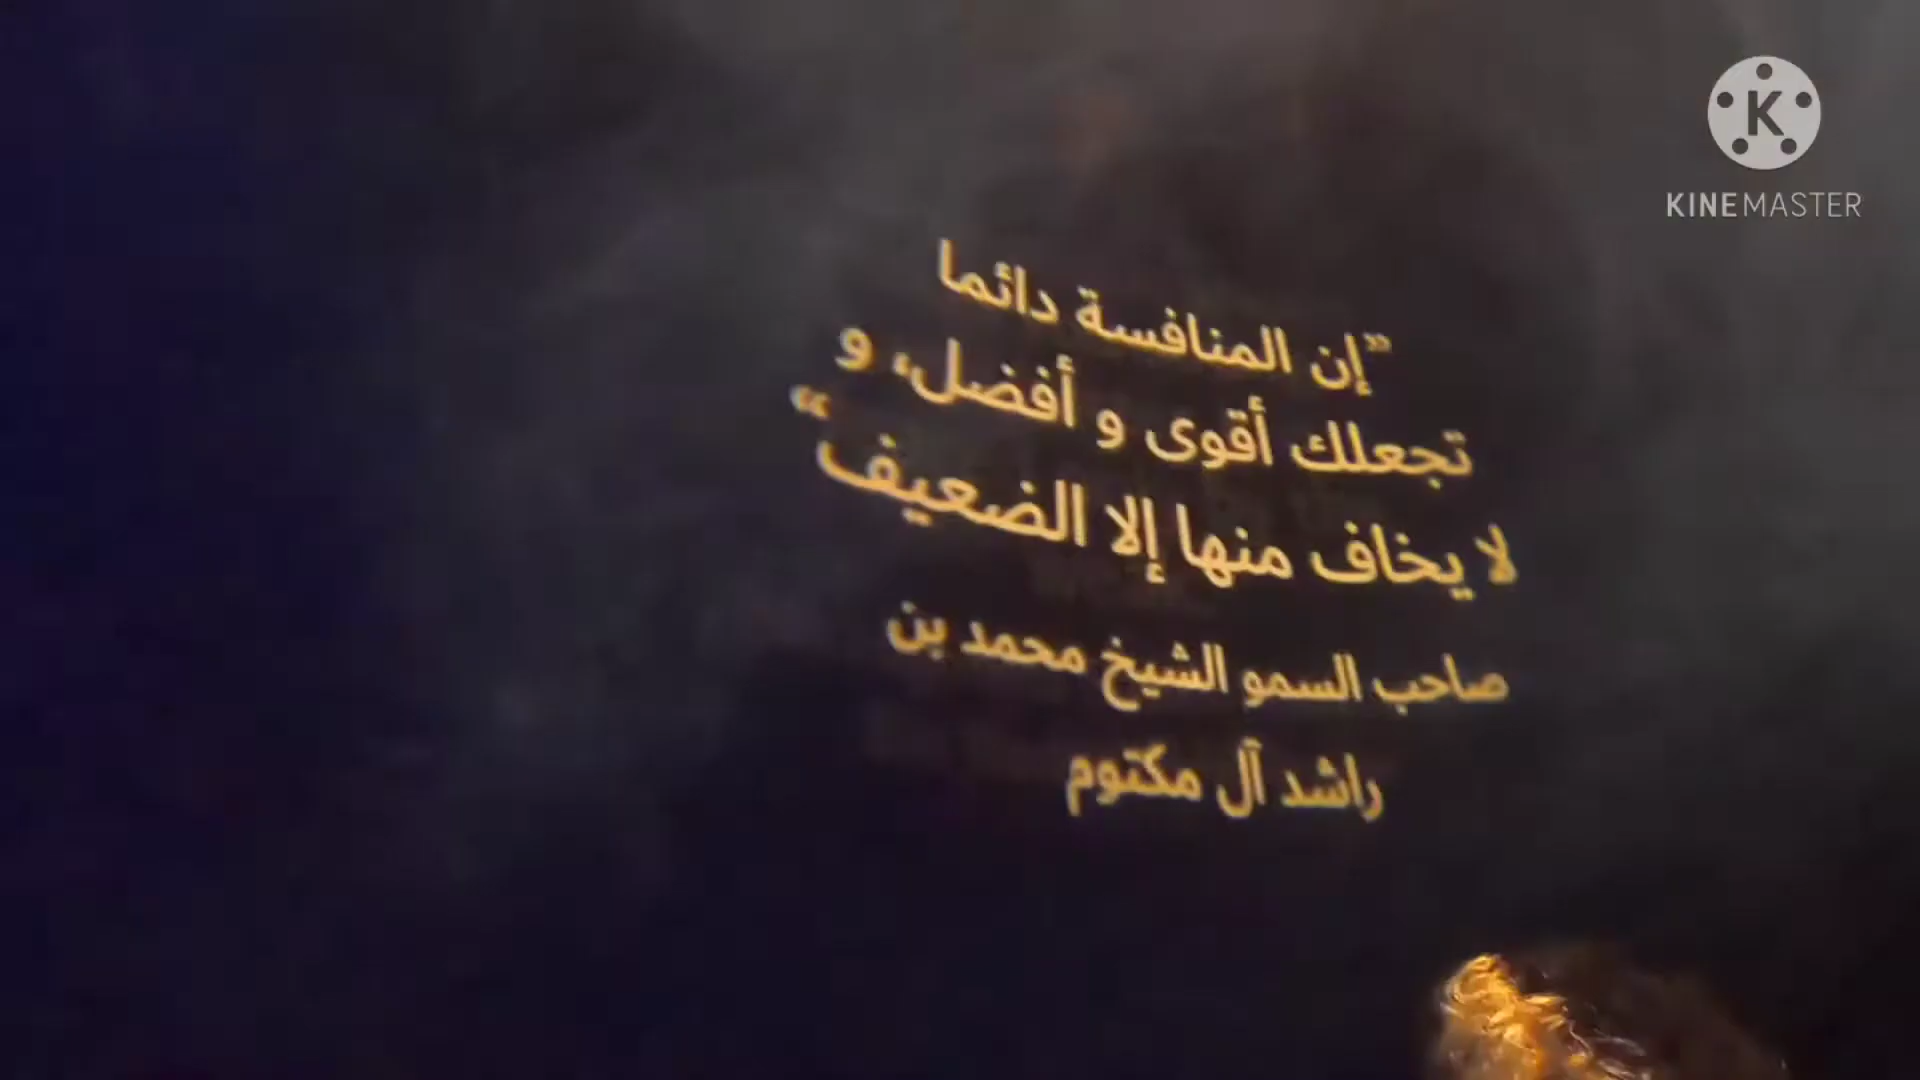 KINEMASTER
”إن المنافسة دائما
تجعلك أقوى و أفضل، و
لا يخاف منها إلا الضعيف“
صاحب السمو الشيخ محمد بن
راشد آل مكتوم